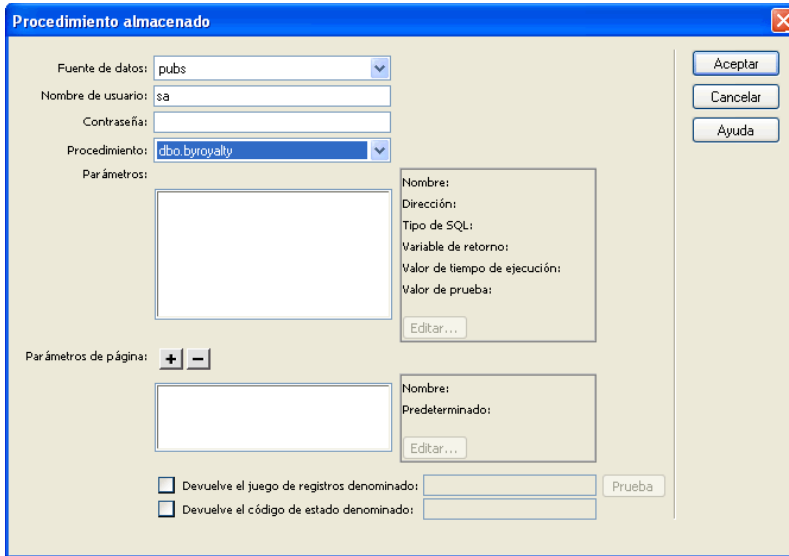 Procedimiento almacenado
Fuente de datos: pubs
Aceptar
Nombre de usuario: sa
Cancelar
Contraseña:
Ayuda
Procedimiento: dbo.byroyalty
Parámetros:
Nombre:
Dirección:
Tipo de SQL:
Variable de retorno:
Valor de tiempo de ejecución:
Valor de prueba:
Editar...
Parámetros de página: + −
Nombre:
Predeterminado:
Editar...
Devuelve el juego de registros denominado: Prueba
Devuelve el código de estado denominado: